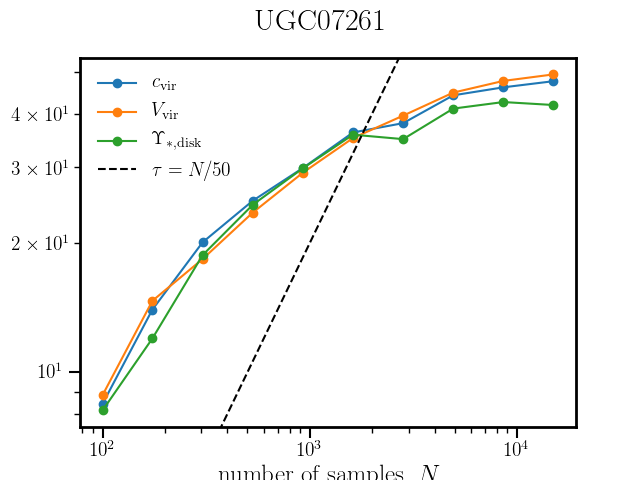 UGC07261
c_vir
V_vir
Υ_*,disk
τ = N/50
4 × 10^1
3 × 10^1
2 × 10^1
10^1
10^2 10^3 10^4
number of samples, N